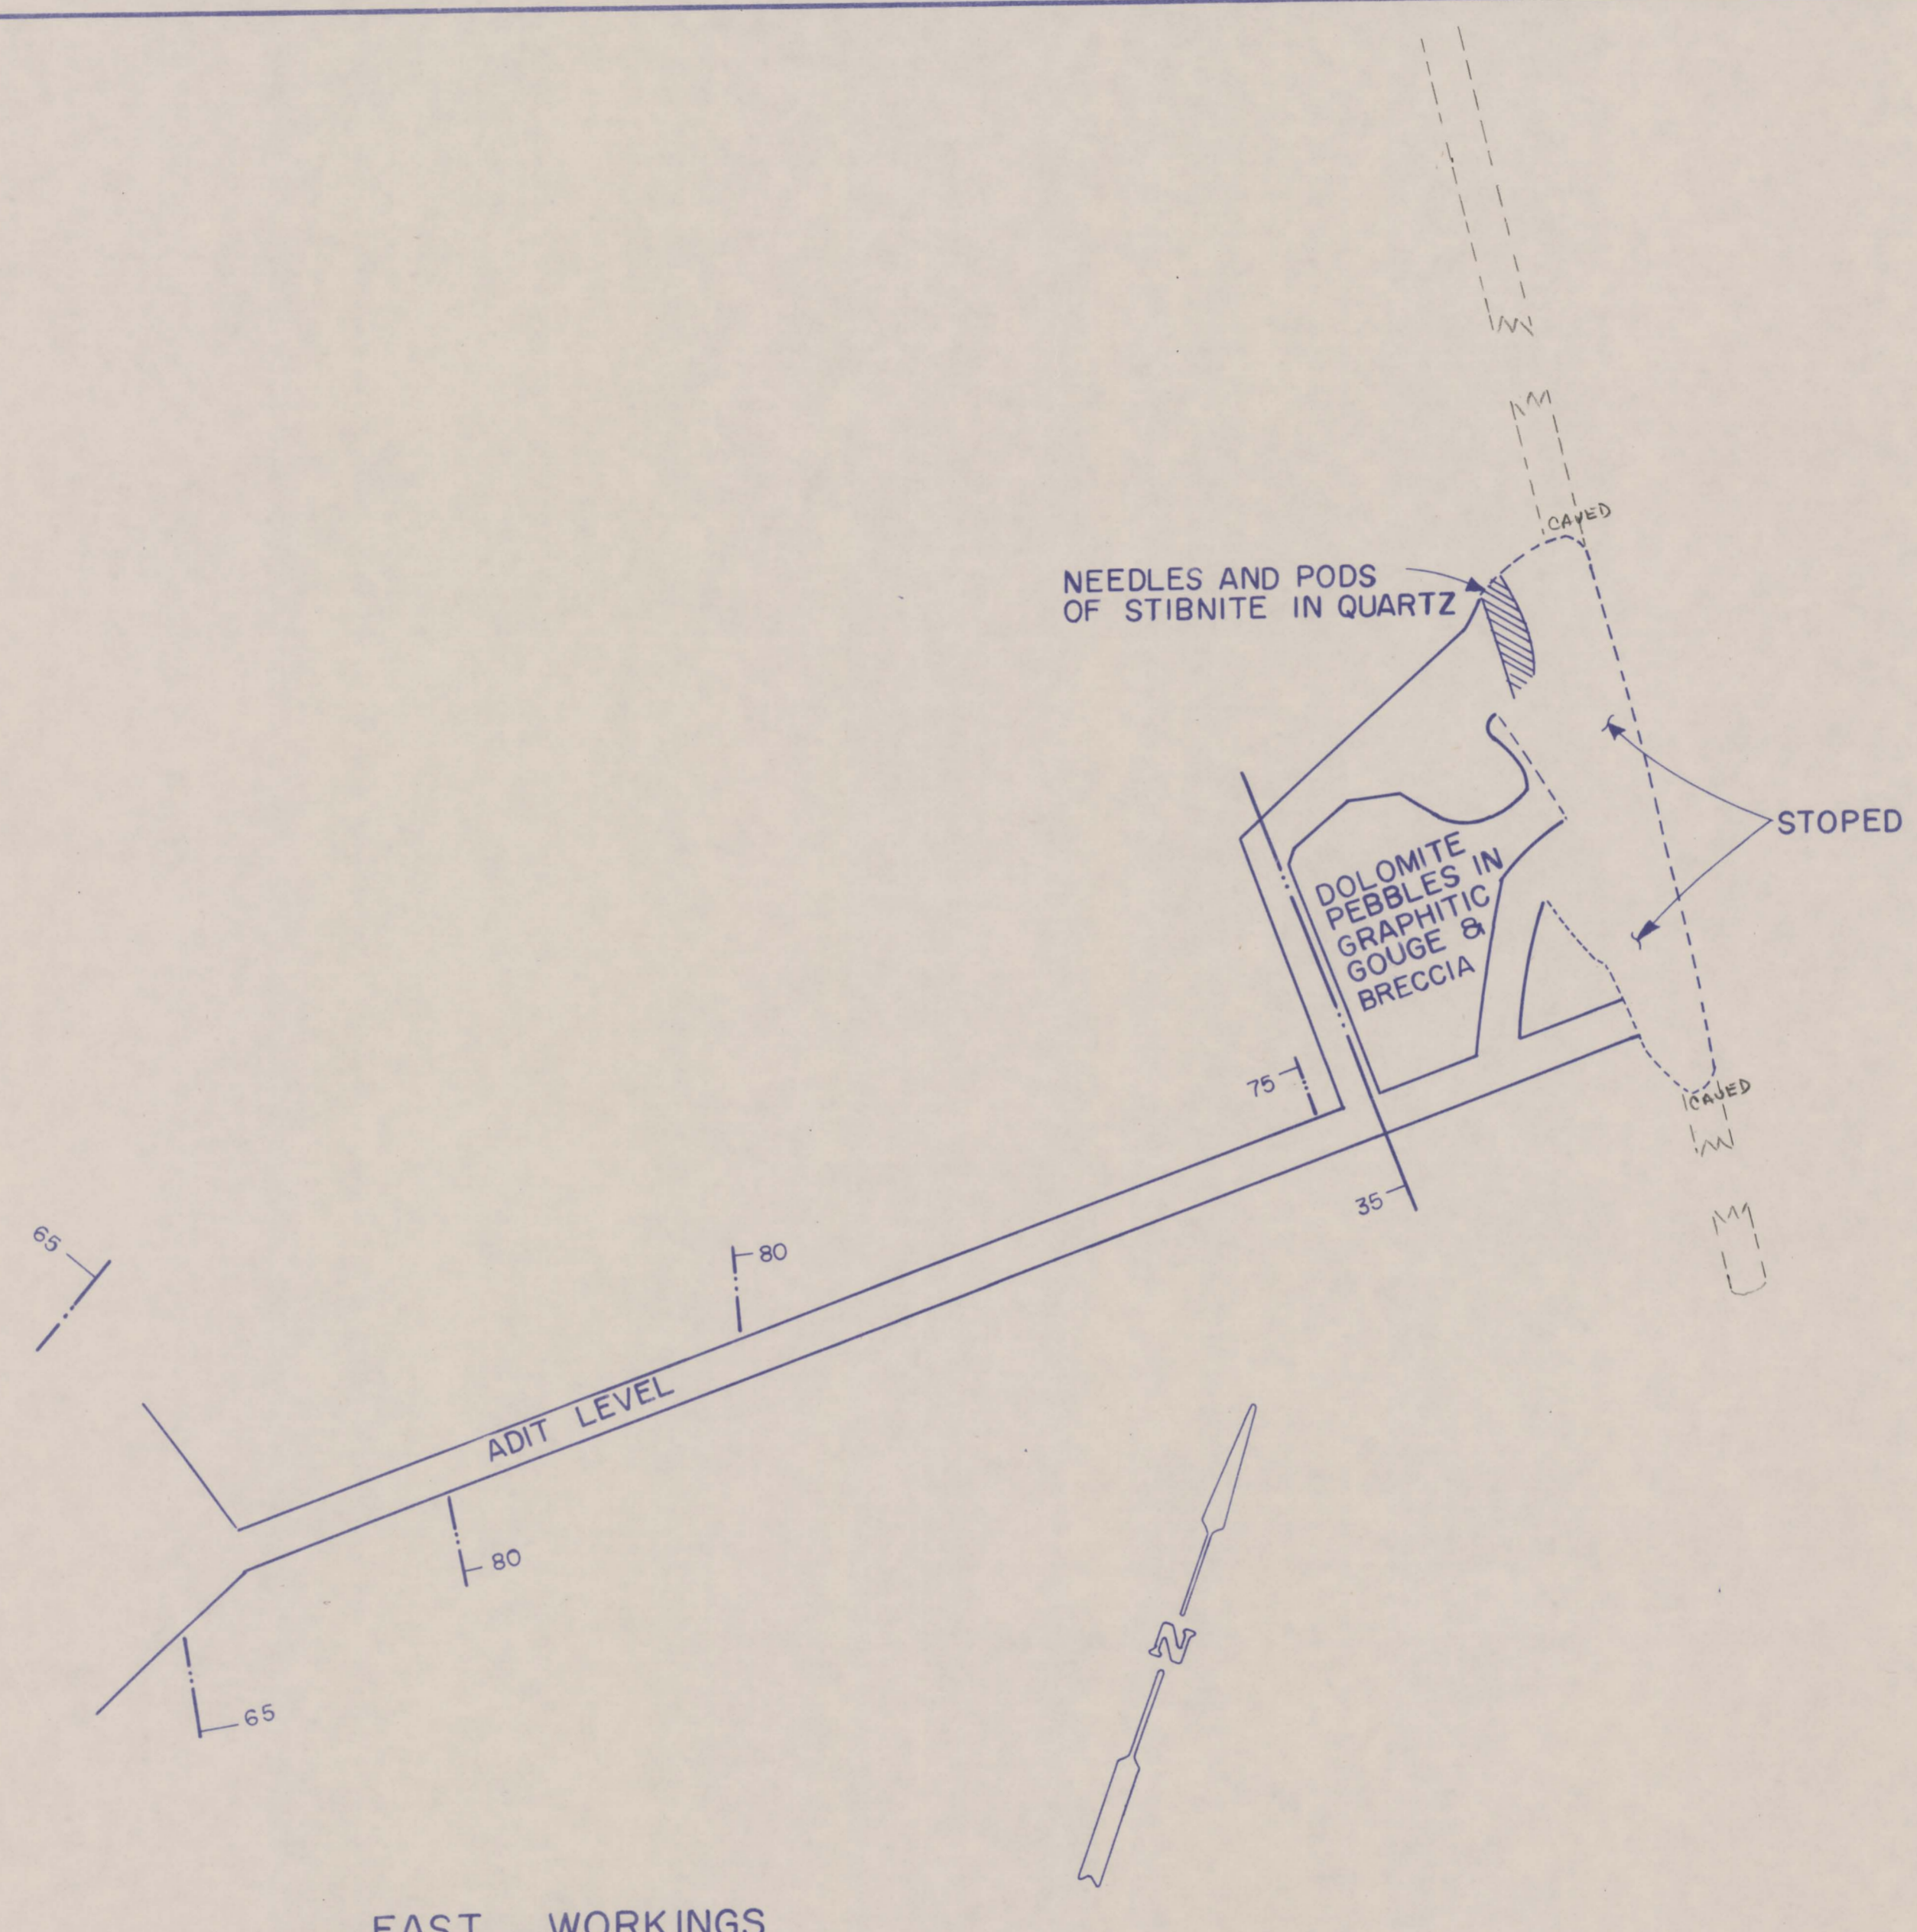 CAVED
NEEDLES AND PODS
OF STIBNITE IN QUARTZ
STOPED
DOLOMITE
PEBBLES IN
GRAPHITIC
GOUGE &
BRECCIA
75
CAVED
35
65
80
ADIT LEVEL
80
N
65
EAST WORKINGS